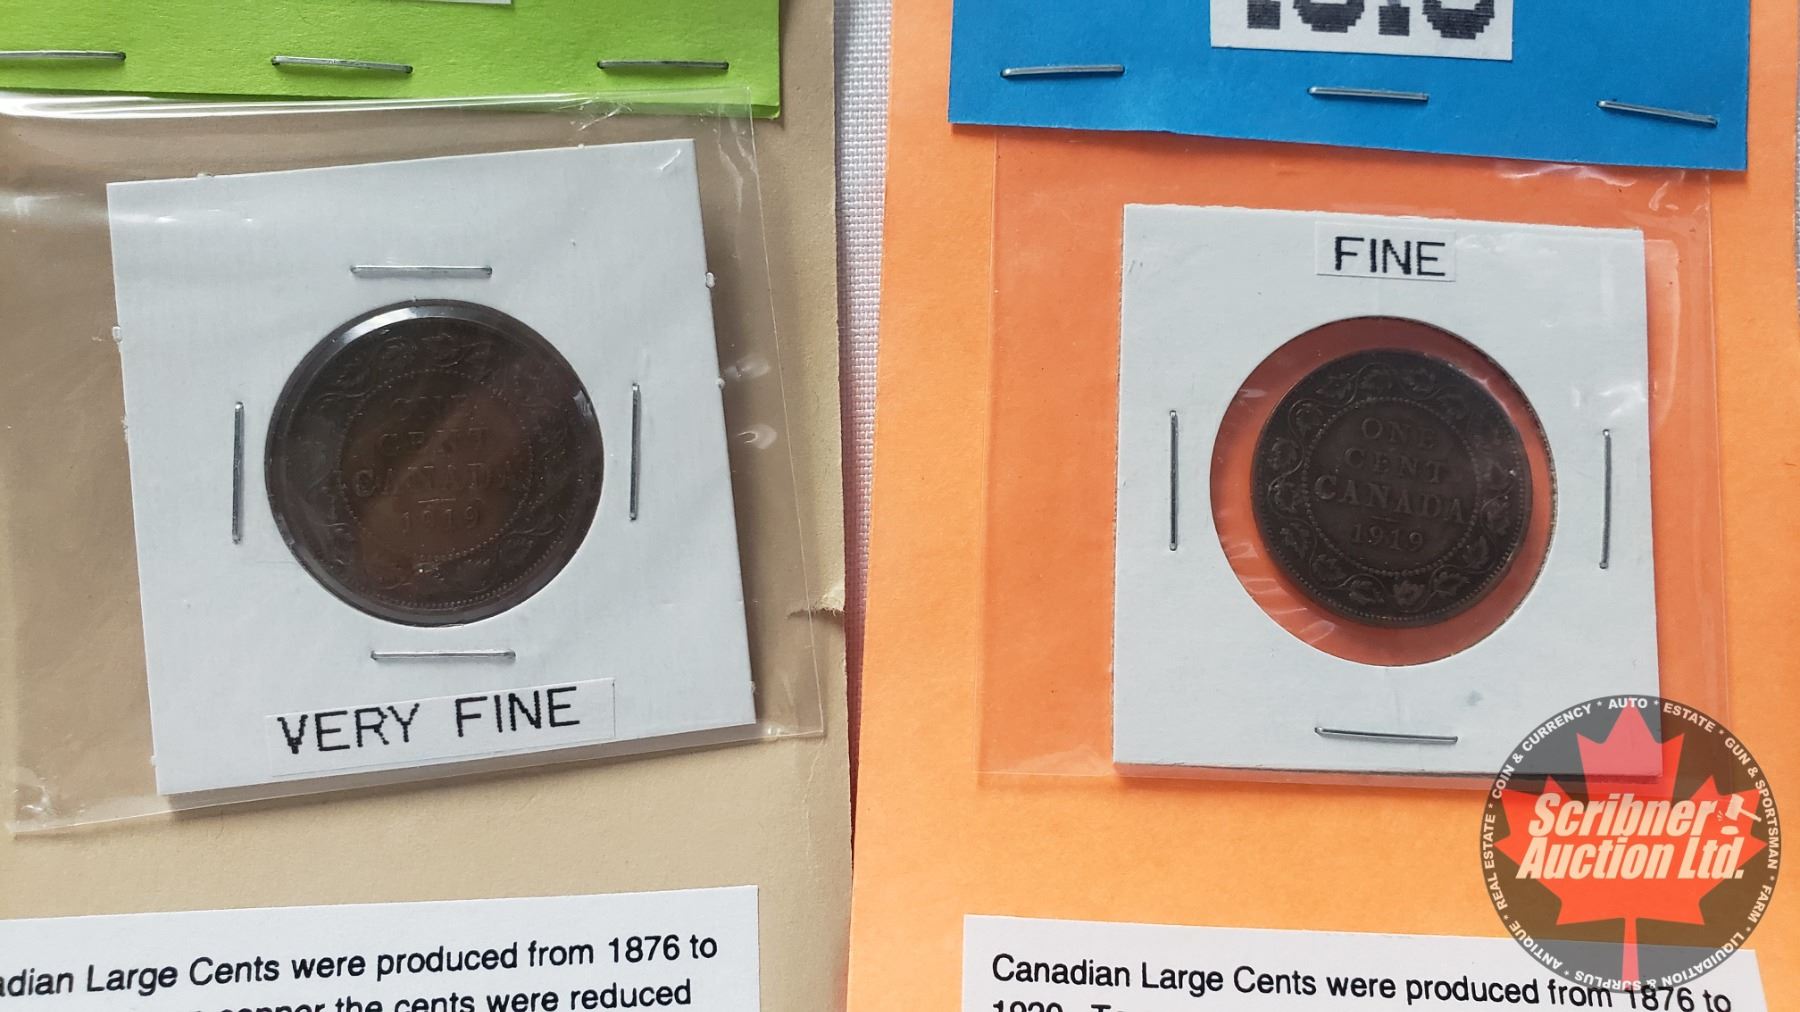 ONE
CENT
CANADA
1919
VERY FINE
adian Large Cents were produced from 1876 to
copper the cents were reduced
FINE
ONE
CENT
CANADA
1919
Canadian Large Cents were produced from 1876 to
1920.
REAL ESTATE * COIN & CURRENCY * AUTO * ESTATE * GUN & SPORTSMAN * FARM * LIQUIDATION & SURPLUS * ANTIQUE *
Scribner
Auction Ltd.